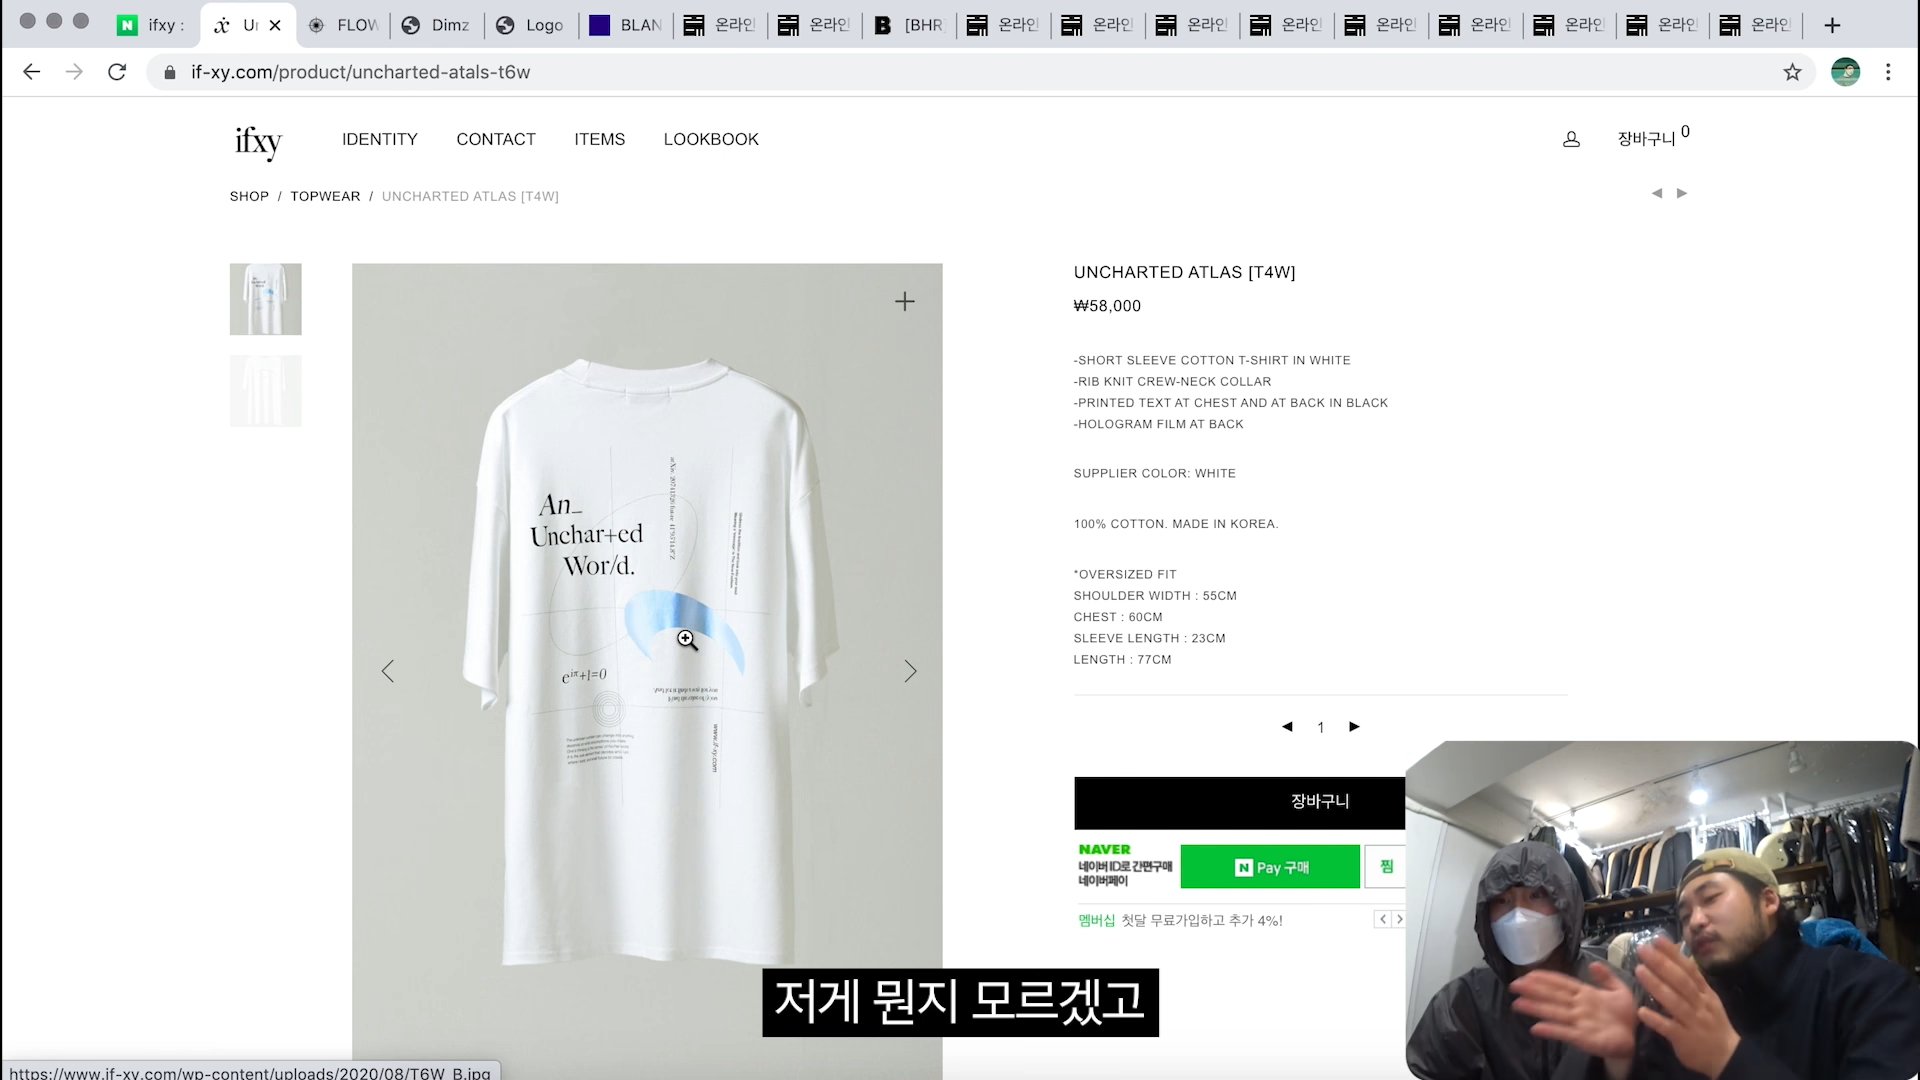 ifxy :
FLOW
Dimz
Logo
BLAN
온라인
온라인
[BHR
온라인
온라인
온라인
온라인
온라인
온라인
온라인
온라인
온라인
if-xy.com/product/uncharted-atals-t6w
ifxy
IDENTITY
CONTACT
ITEMS
LOOKBOOK
장바구니 0
SHOP / TOPWEAR / UNCHARTED ATLAS [T4W]
An_
Unchar+ed
Wor/d.
e^iπ+1=0
www.if-xy.com
UNCHARTED ATLAS [T4W]
₩58,000
-SHORT SLEEVE COTTON T-SHIRT IN WHITE
-RIB KNIT CREW-NECK COLLAR
-PRINTED TEXT AT CHEST AND AT BACK IN BLACK
-HOLOGRAM FILM AT BACK
SUPPLIER COLOR: WHITE
100% COTTON. MADE IN KOREA.
*OVERSIZED FIT
SHOULDER WIDTH : 55CM
CHEST : 60CM
SLEEVE LENGTH : 23CM
LENGTH : 77CM
1
장바구니
NAVER
네이버 ID로 간편구매
네이버페이
N Pay 구매
찜
멤버십 첫달 무료가입하고 추가 4%!
저게 뭔지 모르겠고
https://www.if-xy.com/wp-content/uploads/2020/08/T6W_B.jpg